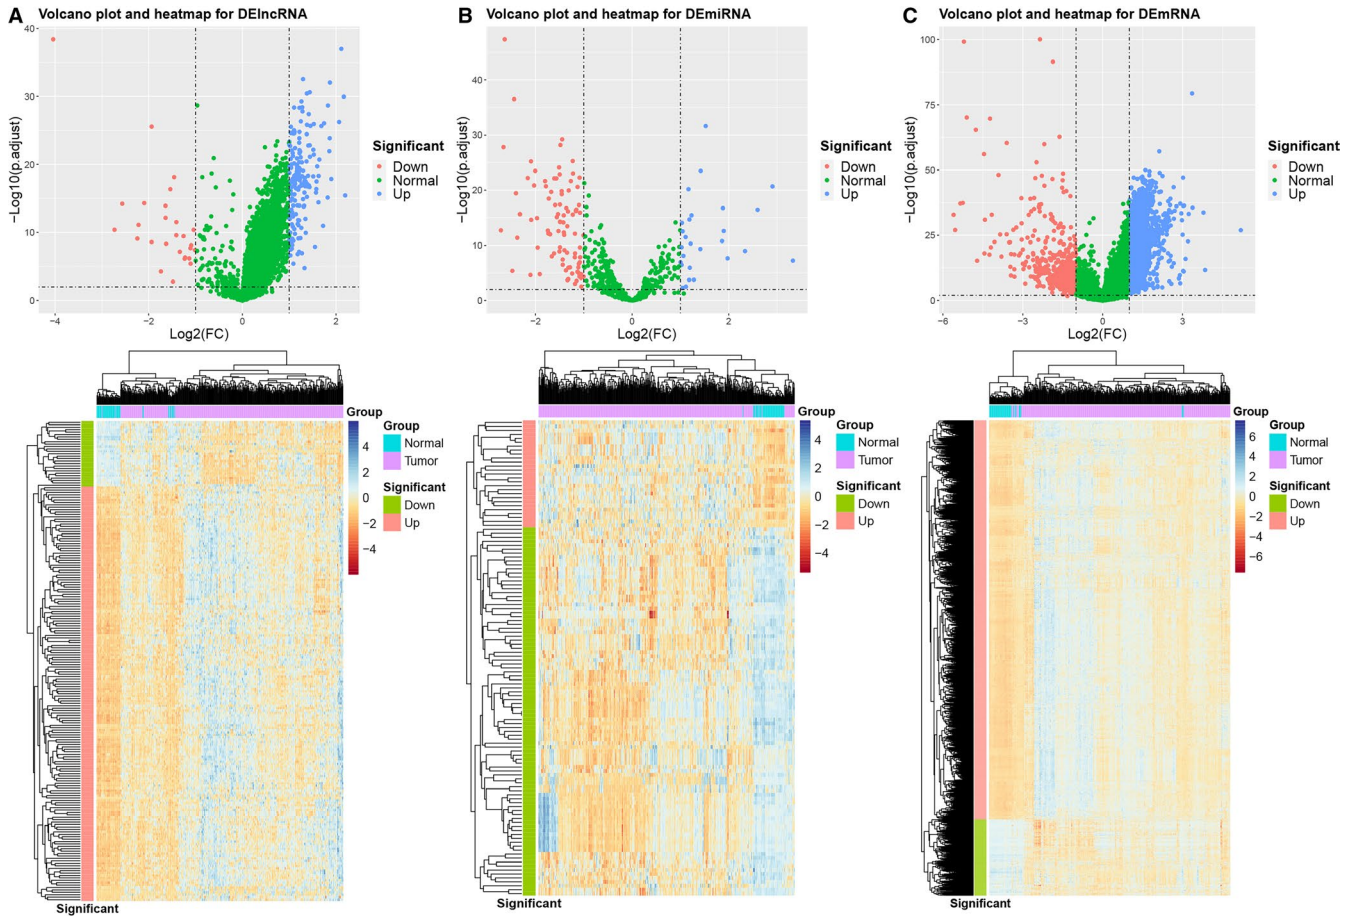 A Volcano plot and heatmap for DElncRNA
40
30
20
10
0
−4
−2
0
2
−Log10(p.adjust)
Log2(FC)
Significant
Down
Normal
Up
Group
6
4
2
0
−2
−4
Group
Normal
Tumor
Significant
Down
Up
Significant
B Volcano plot and heatmap for DEmiRNA
40
30
20
10
0
−2
0
2
−Log10(p.adjust)
Log2(FC)
Significant
Down
Normal
Up
Group
4
2
0
−2
−4
Group
Normal
Tumor
Significant
Down
Up
Significant
C Volcano plot and heatmap for DEmRNA
100
75
50
25
0
−6
−3
0
3
−Log10(p.adjust)
Log2(FC)
Significant
Down
Normal
Up
Group
6
4
2
0
−2
−4
−6
Group
Normal
Tumor
Significant
Down
Up
Significant